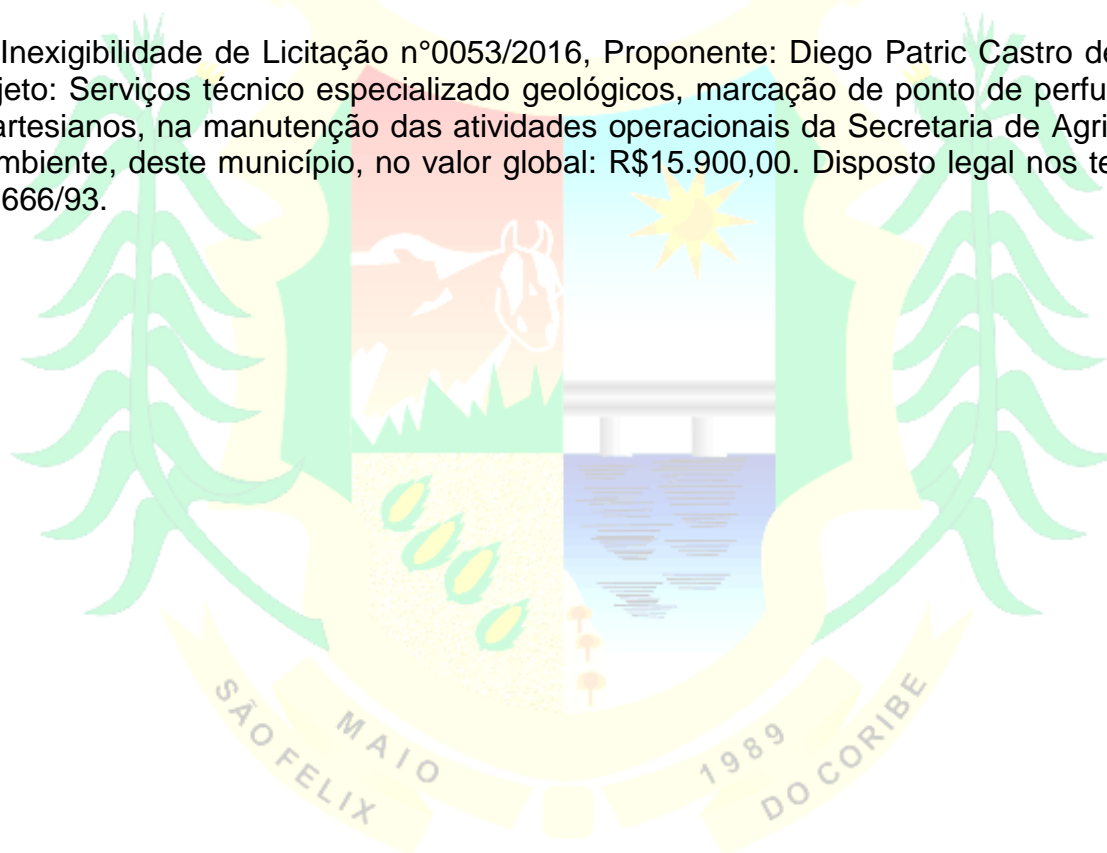 Inexigibilidade de Licitação n°0053/2016, Proponente: Diego Patric Castro de
jeto: Serviços técnico especializado geológicos, marcação de ponto de perfu
artesianos, na manutenção das atividades operacionais da Secretaria de Agri
mbiente, deste município, no valor global: R$15.900,00. Disposto legal nos te
666/93.
SÃO FELIX
MAIO
1989
DO CORIBE